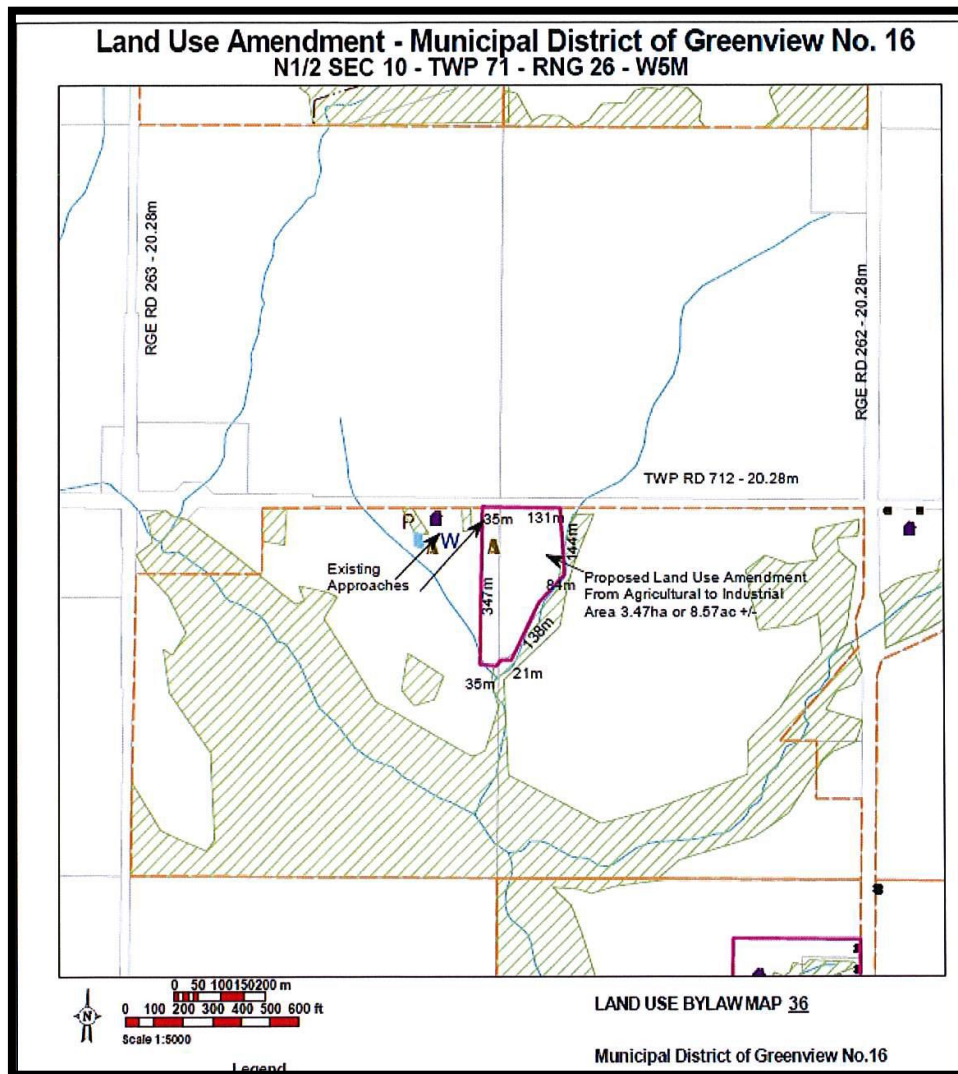 Land Use Amendment - Municipal District of Greenview No. 16
N1/2 SEC 10 - TWP 71 - RNG 26 - W5M
RGE RD 263 - 20.28m
RGE RD 262 - 20.28m
TWP RD 712 - 20.28m
P
W
A
A
35m
131m
144m
84m
138m
347m
21m
35m
Existing
Approaches
Proposed Land Use Amendment
From Agricultural to Industrial
Area 3.47ha or 8.57ac +/-
0 50 100 150 200 m
0 100 200 300 400 500 600 ft
Scale 1:5000
N
LAND USE BYLAW MAP 36
Municipal District of Greenview No.16
Legend